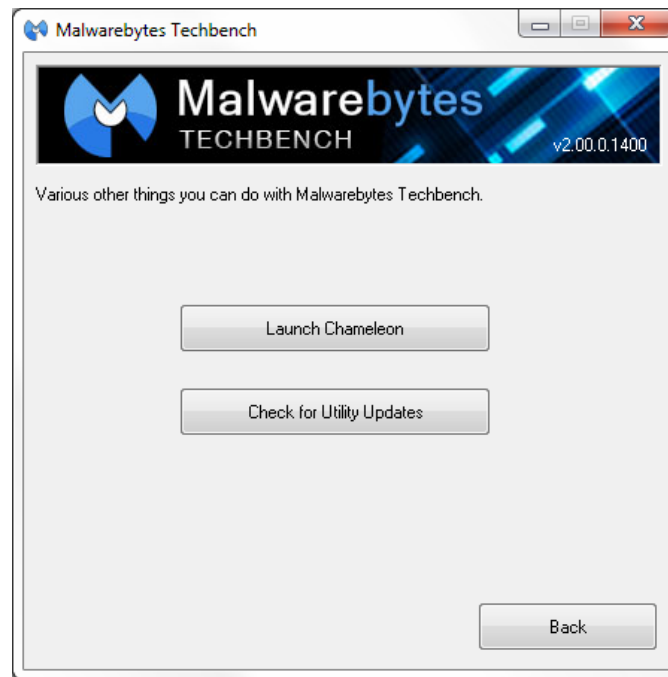 Malwarebytes Techbench
Malwarebytes
TECHBENCH
v2.00.0.1400
Various other things you can do with Malwarebytes Techbench.
Launch Chameleon
Check for Utility Updates
Back